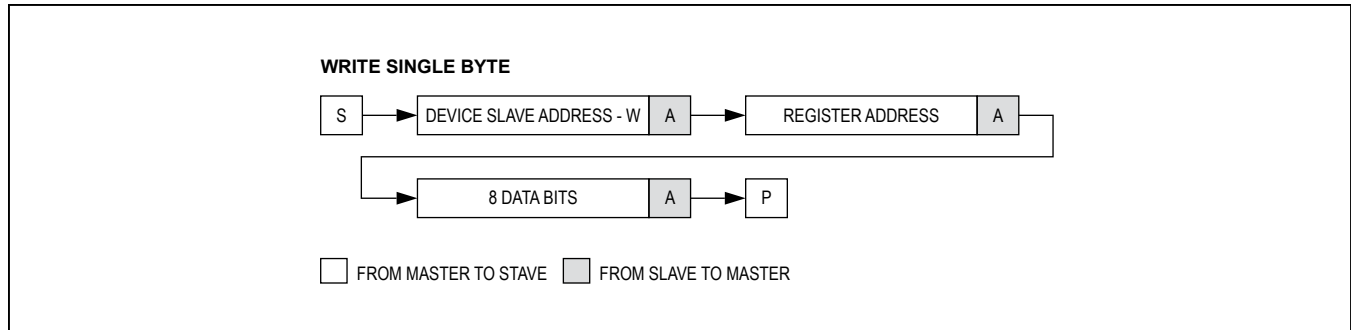 WRITE SINGLE BYTE
S DEVICE SLAVE ADDRESS - W A REGISTER ADDRESS A
8 DATA BITS A P
FROM MASTER TO STAVE FROM SLAVE TO MASTER